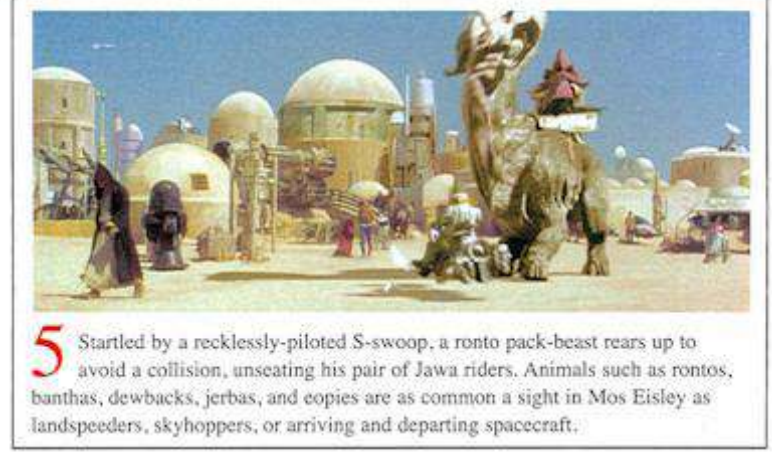 5 Startled by a recklessly-piloted S-swoop, a ronto pack-beast rears up to
avoid a collision, unseating his pair of Jawa riders. Animals such as rontos,
banthas, dewbacks, jerbas, and eopies are as common a sight in Mos Eisley as
landspeeders, skyhoppers, or arriving and departing spacecraft.